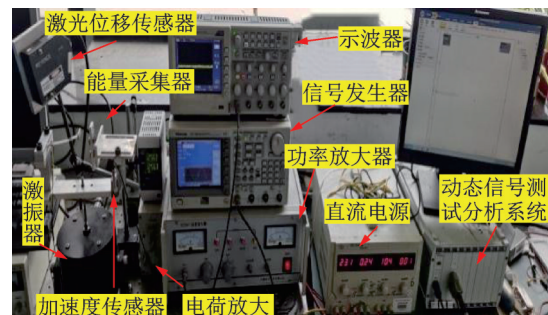 激光位移传感器
示波器
能量采集器
信号发生器
功率放大器
激振器
直流电源
动态信号测
试分析系统
加速度传感器
电荷放大